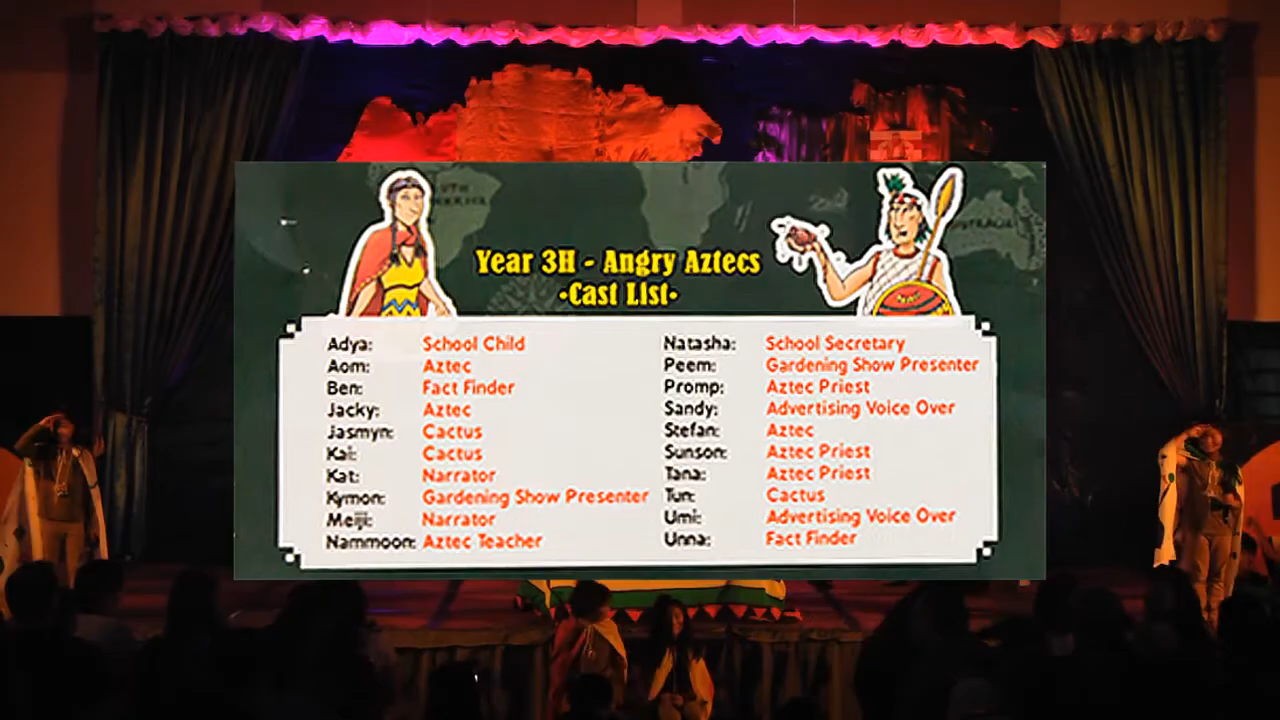 Year 3H - Angry Aztecs
•Cast List•
Adya: School Child
Aom: Aztec
Ben: Fact Finder
Jacky: Aztec
Jasmyn: Cactus
Kai: Cactus
Kat: Narrator
Kymon: Gardening Show Presenter
Meiji: Narrator
Nammoon: Aztec Teacher
Natasha: School Secretary
Peem: Gardening Show Presenter
Promp: Aztec Priest
Sandy: Advertising Voice Over
Stefan: Aztec
Sunson: Aztec Priest
Tana: Aztec Priest
Tun: Cactus
Umi: Advertising Voice Over
Unna: Fact Finder